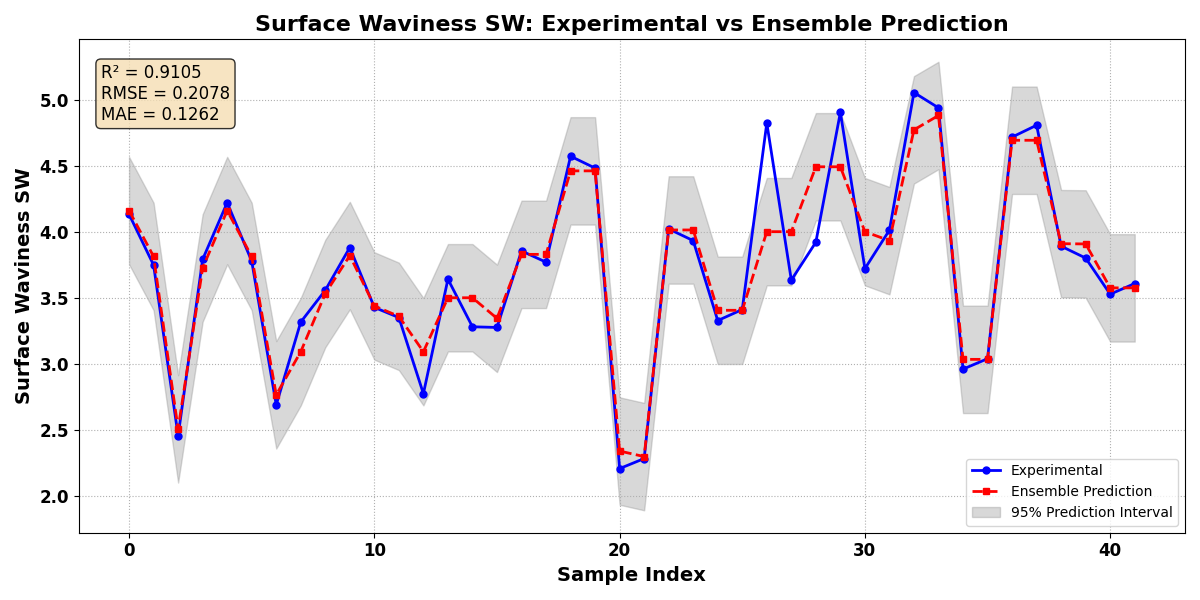 Surface Waviness SW: Experimental vs Ensemble Prediction
R² = 0.9105
RMSE = 0.2078
MAE = 0.1262
Surface Waviness SW
5.0
4.5
4.0
3.5
3.0
2.5
2.0
Experimental
Ensemble Prediction
95% Prediction Interval
0 10 20 30 40
Sample Index